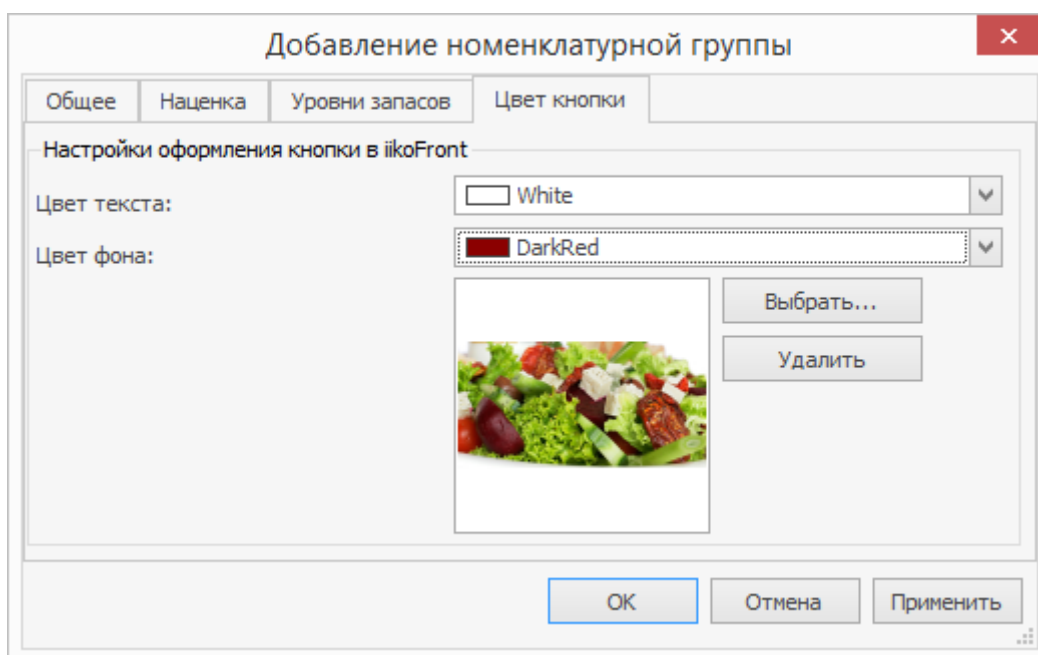 Добавление номенклатурной группы
Общее
Наценка
Уровни запасов
Цвет кнопки
Настройки оформления кнопки в iikoFront
Цвет текста:
White
Цвет фона:
DarkRed
Выбрать...
Удалить
OK
Отмена
Применить